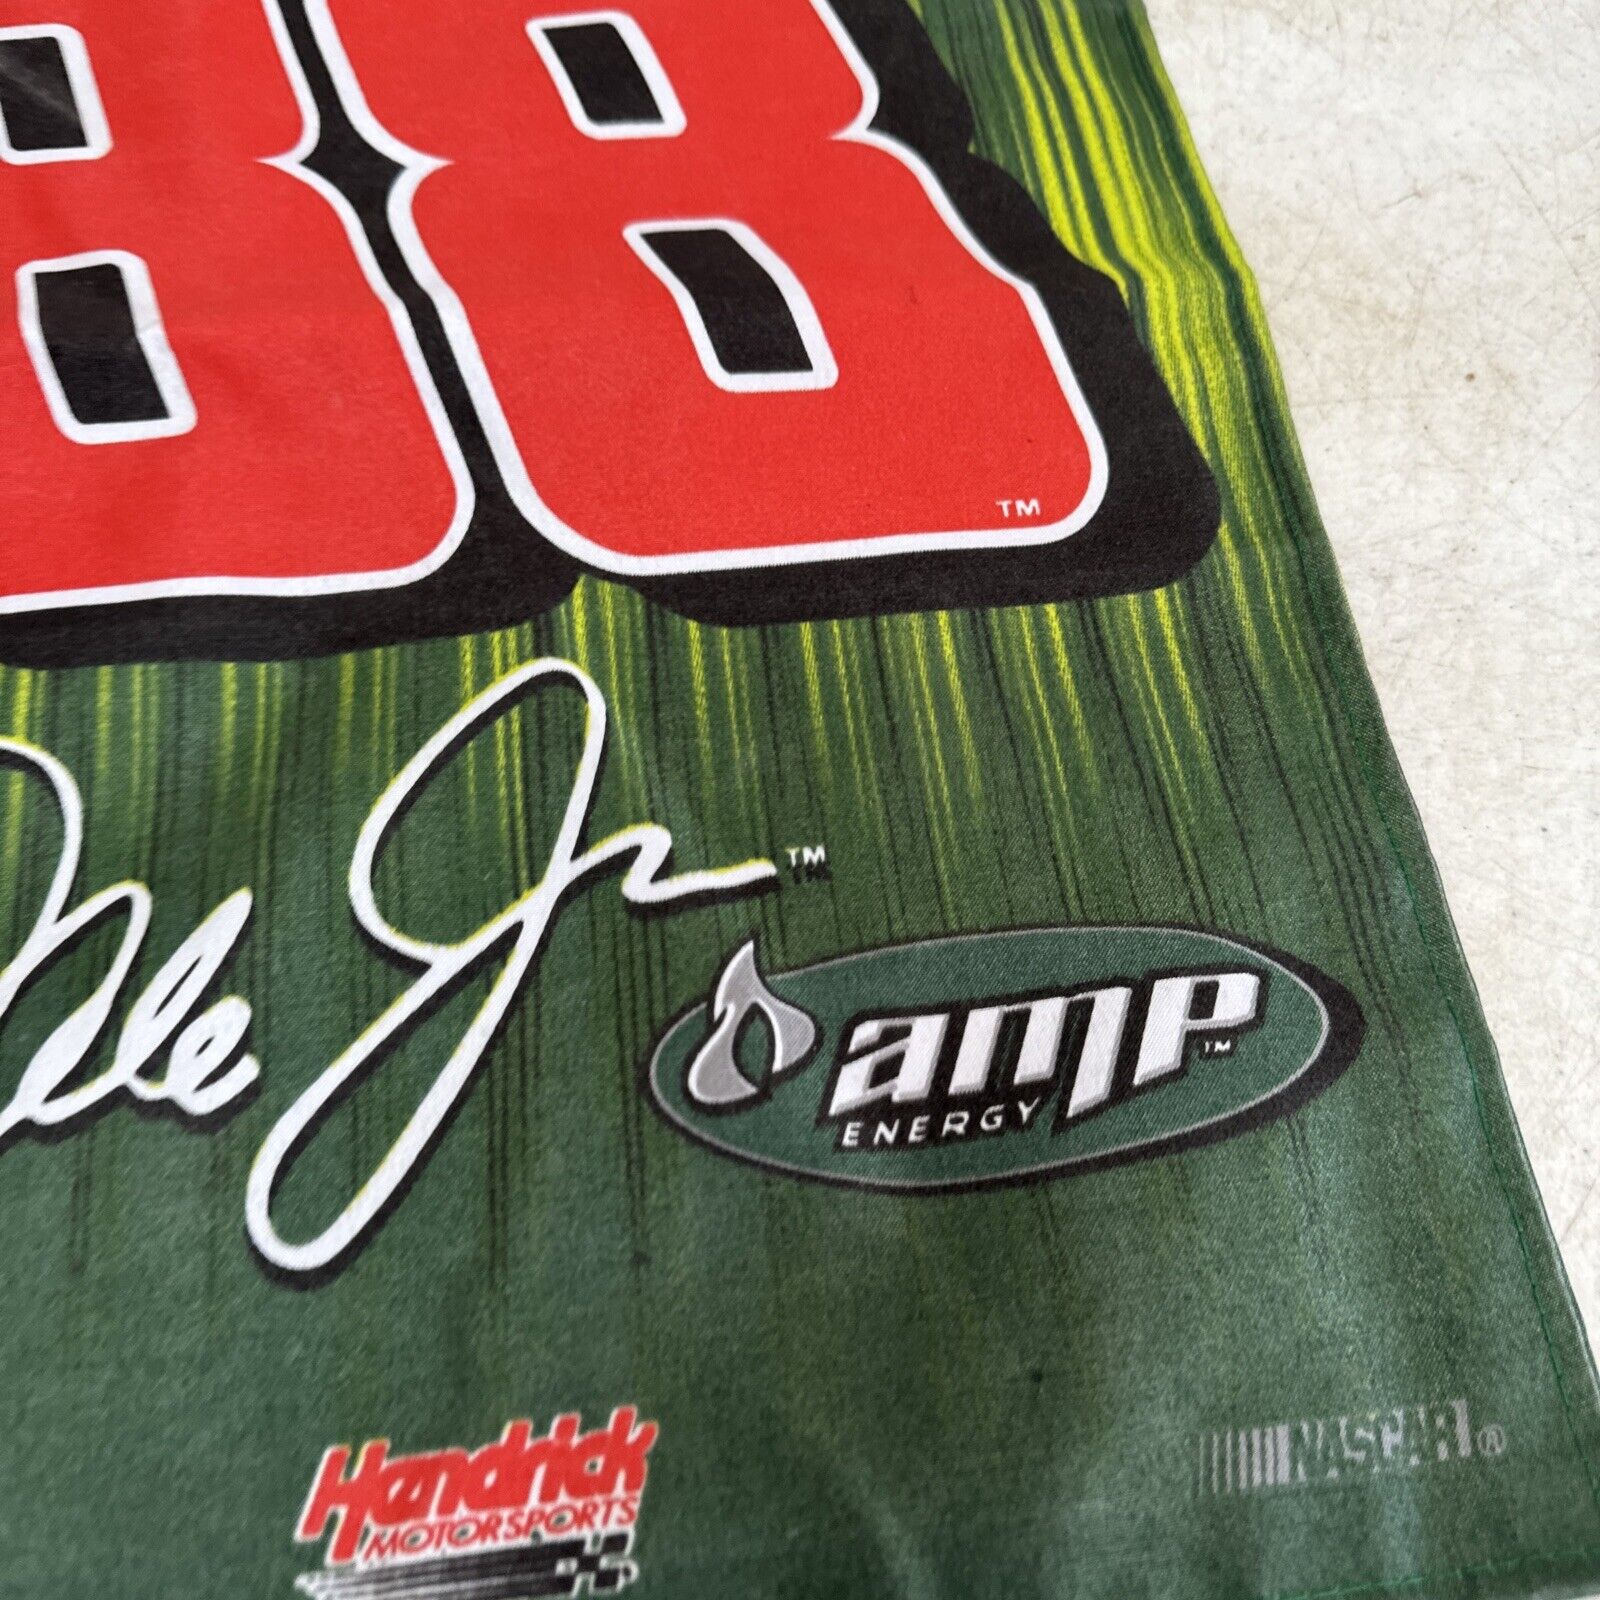 88
TM
Dale Jr. TM
amp TM
ENERGY
Hendrick
MOTORSPORTS
NASCAR ®